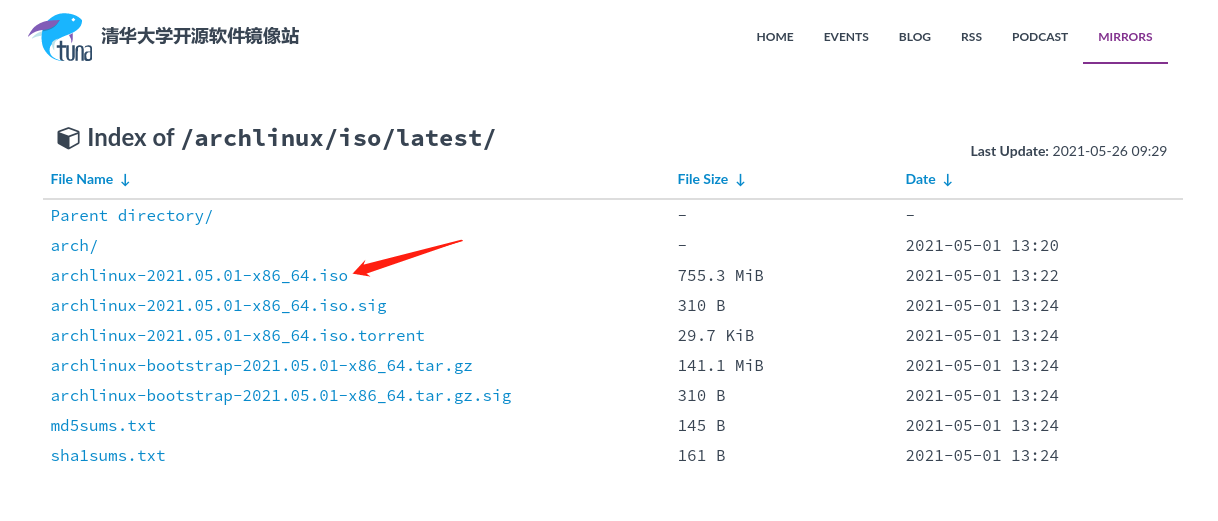 tuna 清华大学开源软件镜像站 HOME EVENTS BLOG RSS PODCAST MIRRORS
Index of /archlinux/iso/latest/
Last Update: 2021-05-26 09:29
File Name ↓ File Size ↓ Date ↓
Parent directory/ - -
arch/ - 2021-05-01 13:20
archlinux-2021.05.01-x86_64.iso 755.3 MiB 2021-05-01 13:22
archlinux-2021.05.01-x86_64.iso.sig 310 B 2021-05-01 13:24
archlinux-2021.05.01-x86_64.iso.torrent 29.7 KiB 2021-05-01 13:24
archlinux-bootstrap-2021.05.01-x86_64.tar.gz 141.1 MiB 2021-05-01 13:24
archlinux-bootstrap-2021.05.01-x86_64.tar.gz.sig 310 B 2021-05-01 13:24
md5sums.txt 145 B 2021-05-01 13:24
sha1sums.txt 161 B 2021-05-01 13:24